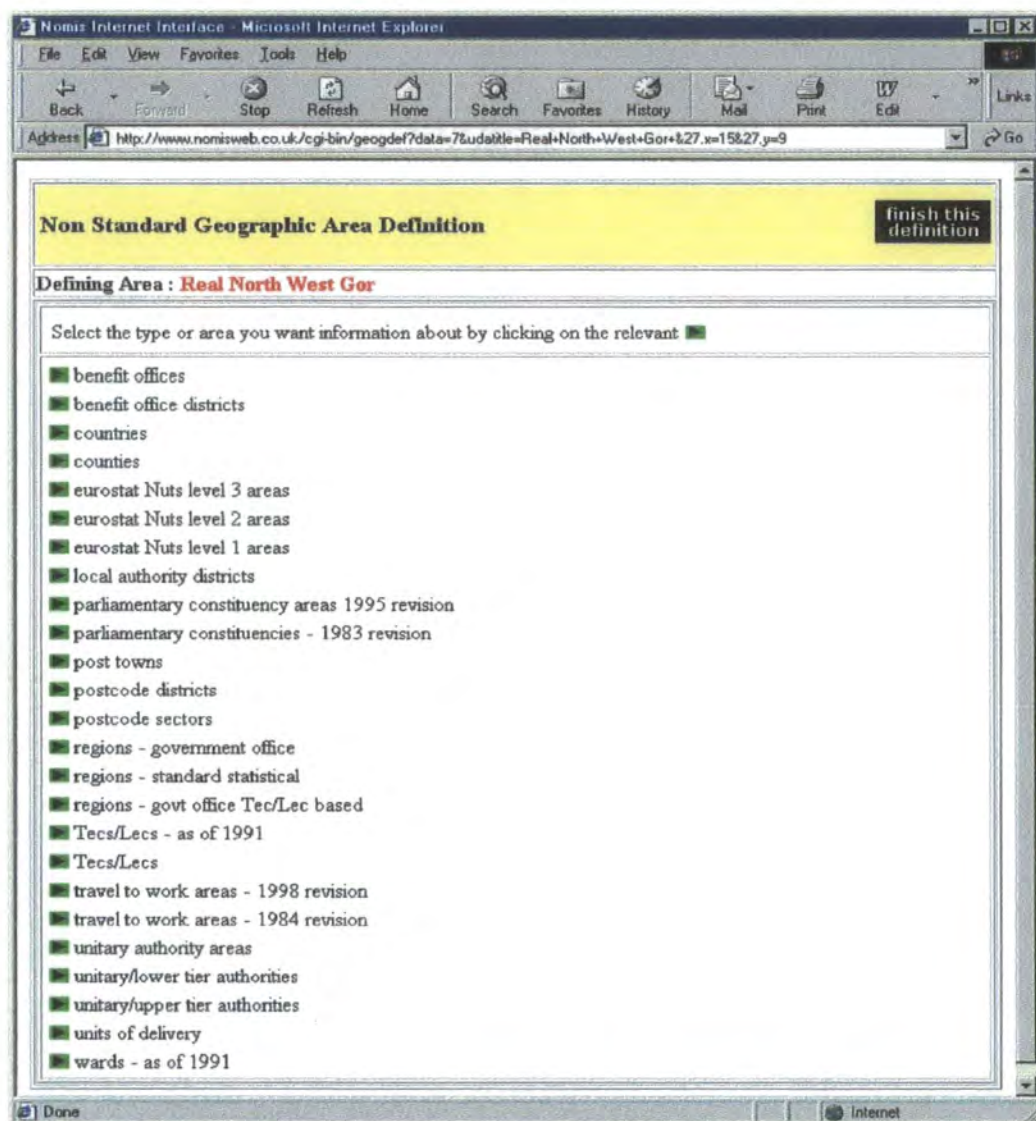 Nomis Internet Interface - Microsoft Internet Explorer
File Edit View Favorites Tools Help
Back Forward Stop Refresh Home Search Favorites History Mail Print Edit » Links
Address http://www.nomisweb.co.uk/cgi-bin/geogdef?data=7&udatitle=Real+North+West+Gor+&27.x=15&27.y=9 Go
Non Standard Geographic Area Definition
finish this
definition
Defining Area : Real North West Gor
Select the type or area you want information about by clicking on the relevant
benefit offices
benefit office districts
countries
counties
eurostat Nuts level 3 areas
eurostat Nuts level 2 areas
eurostat Nuts level 1 areas
local authority districts
parliamentary constituency areas 1995 revision
parliamentary constituencies - 1983 revision
post towns
postcode districts
postcode sectors
regions - government office
regions - standard statistical
regions - govt office Tec/Lec based
Tecs/Lecs - as of 1991
Tecs/Lecs
travel to work areas - 1998 revision
travel to work areas - 1984 revision
unitary authority areas
unitary/lower tier authorities
unitary/upper tier authorities
units of delivery
wards - as of 1991
Done Internet